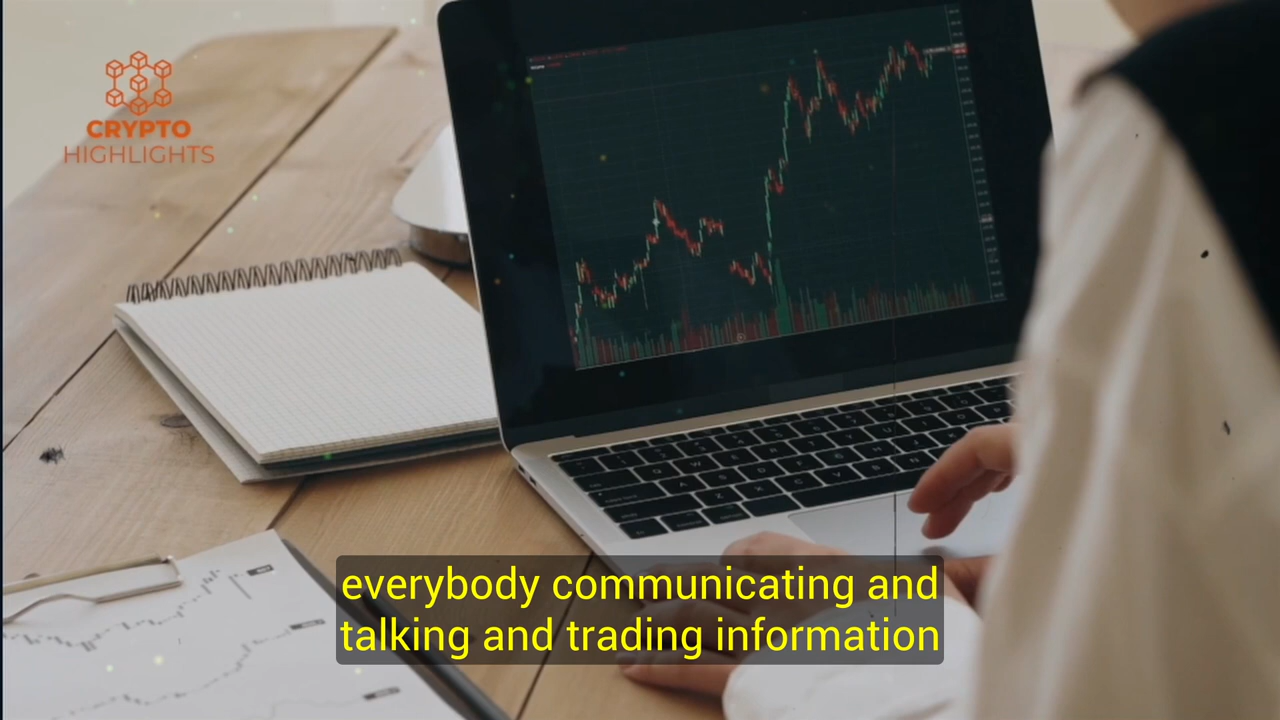 CRYPTO
HIGHLIGHTS
everybody communicating and
talking and trading information